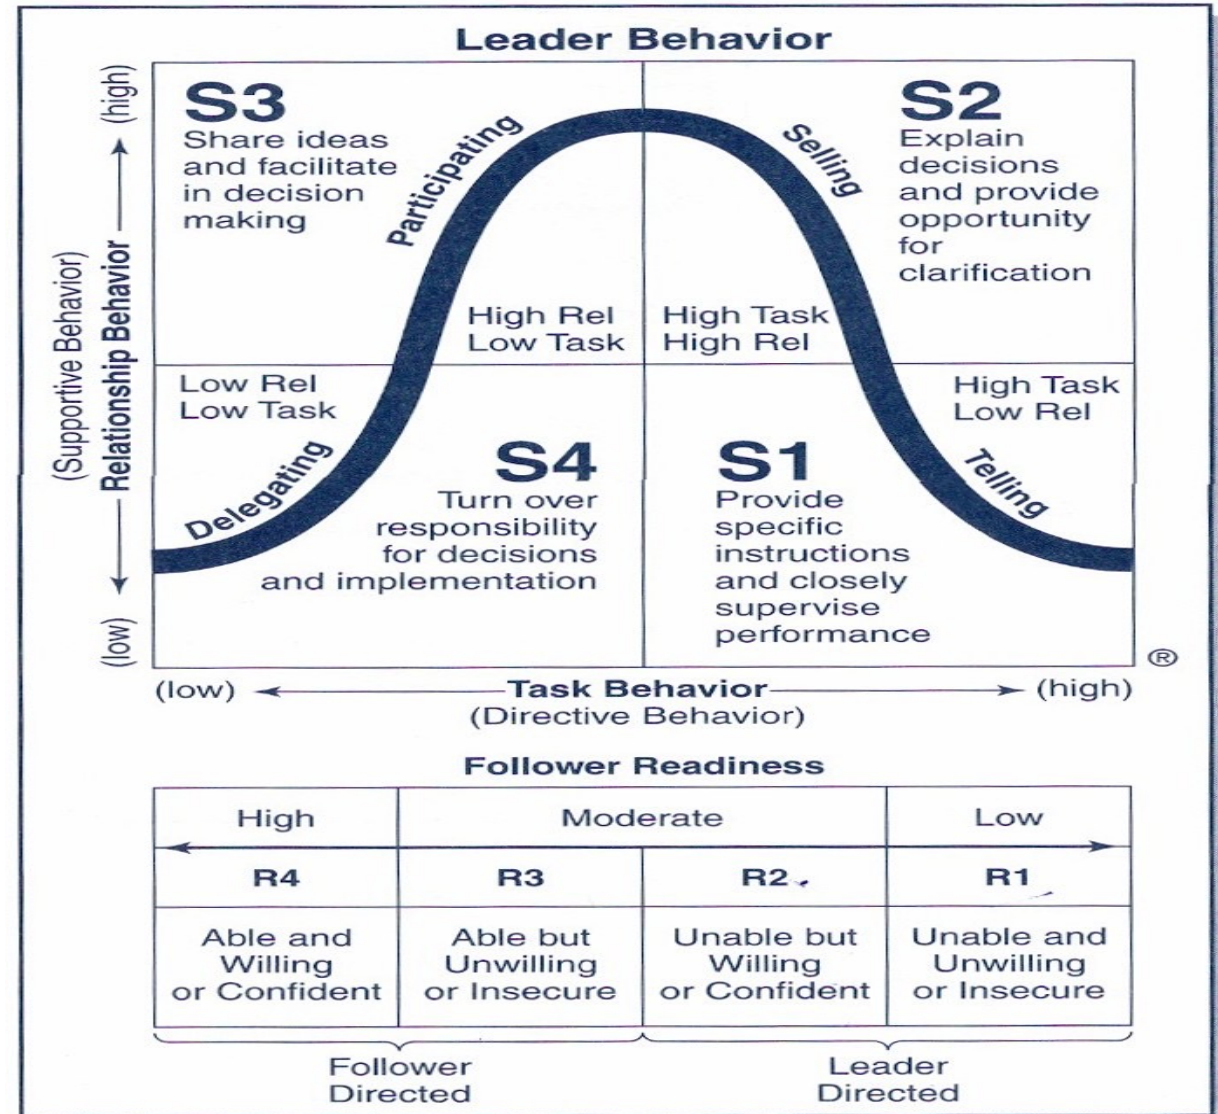 Leader Behavior
(high)
(Supportive Behavior)
Relationship Behavior
(low)
S3
Share ideas
and facilitate
in decision
making
Participating
High Rel
Low Task
S2
Explain
decisions
and provide
opportunity
for
clarification
Selling
High Task
High Rel
Low Rel
Low Task
Delegating
S4
Turn over
responsibility
for decisions
and implementation
High Task
Low Rel
Telling
S1
Provide
specific
instructions
and closely
supervise
performance
®
(low) Task Behavior (high)
(Directive Behavior)
Follower Readiness
High Moderate Low
R4 R3 R2 R1
Able and
Willing
or Confident
Able but
Unwilling
or Insecure
Unable but
Willing
or Confident
Unable and
Unwilling
or Insecure
Follower
Directed
Leader
Directed